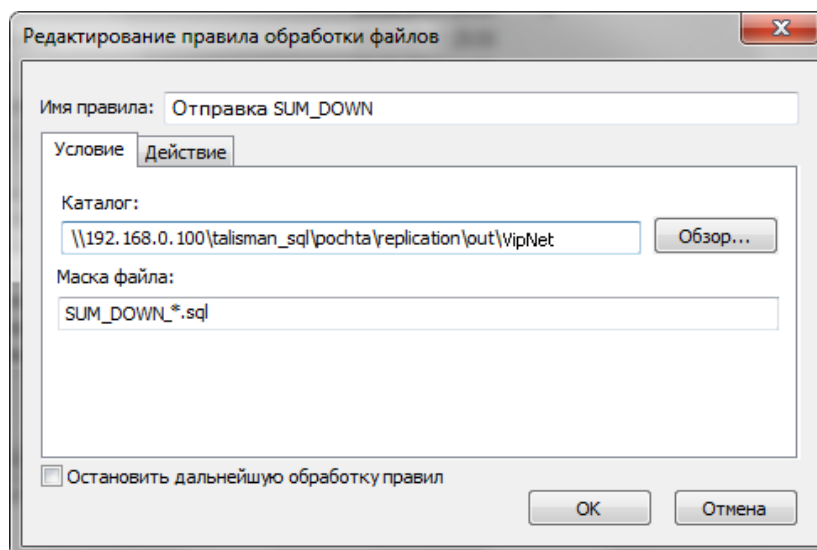 Редактирование правила обработки файлов
Имя правила: Отправка SUM_DOWN
Условие Действие
Каталог:
\\192.168.0.100\talisman_sql\pochta\replication\out\VipNet Обзор...
Маска файла:
SUM_DOWN_*.sql
Остановить дальнейшую обработку правил
OK Отмена